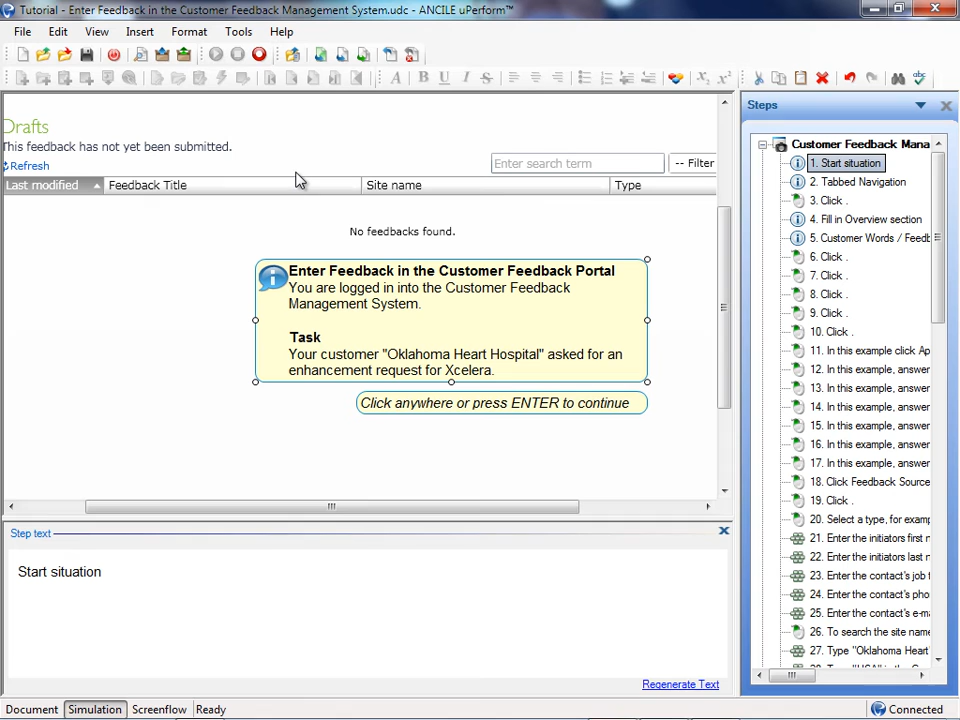 Tutorial - Enter Feedback in the Customer Feedback Management System.udc - ANCILE uPerform™
File Edit View Insert Format Tools Help
A B U I S X₂ X² abc
Drafts
This feedback has not yet been submitted.
Refresh
Enter search term
-- Filter
Last modified Feedback Title Site name Type
No feedbacks found.
Enter Feedback in the Customer Feedback Portal
You are logged in into the Customer Feedback
Management System.
Task
Your customer "Oklahoma Heart Hospital" asked for an
enhancement request for Xcelera.
Click anywhere or press ENTER to continue
Step text
Start situation
Regenerate Text
Steps
Customer Feedback Mana
1. Start situation
2. Tabbed Navigation
3. Click .
4. Fill in Overview section
5. Customer Words / Feedb
6. Click .
7. Click .
8. Click .
9. Click .
10. Click .
11. In this example click Ap
12. In this example, answer
13. In this example, answer
14. In this example, answer
15. In this example, answer
16. In this example, answer
17. In this example, answer
18. Click Feedback Source
19. Click .
20. Select a type, for examp
21. Enter the initiators first n
22. Enter the initiators last n
23. Enter the contact's job t
24. Enter the contact's pho
25. Enter the contact's e-ma
26. To search the site name
27. Type "Oklahoma Heart
Document Simulation Screenflow Ready
Connected